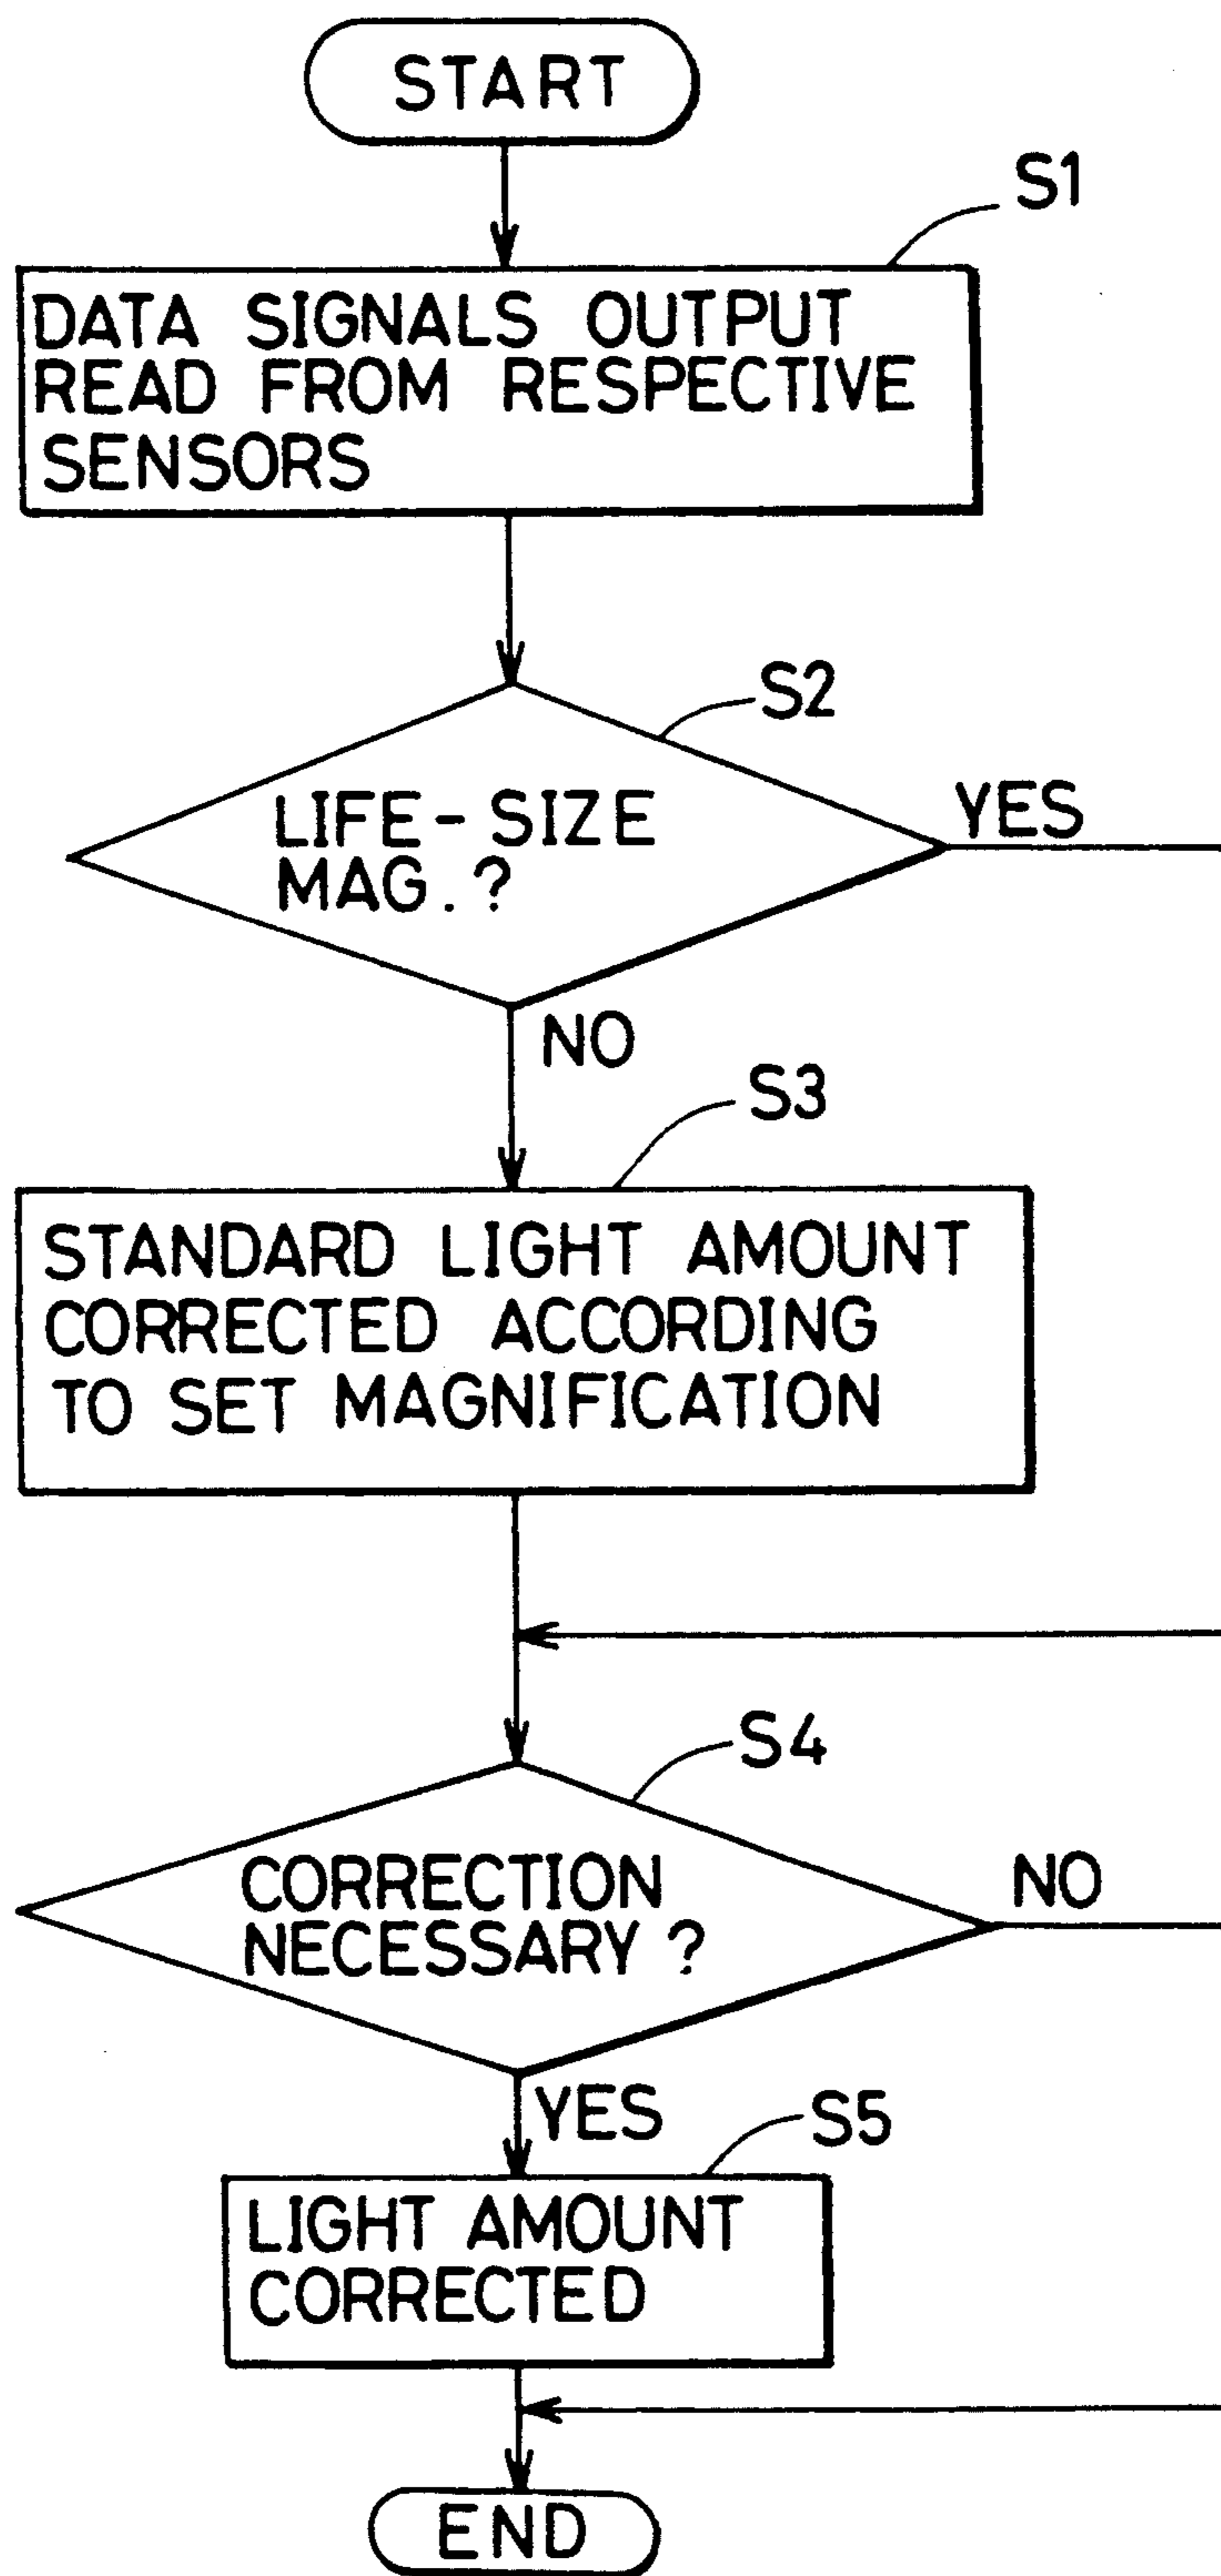 START
S1
DATA SIGNALS OUTPUT
READ FROM RESPECTIVE
SENSORS
S2
LIFE-SIZE
MAG.?
YES
NO
S3
STANDARD LIGHT AMOUNT
CORRECTED ACCORDING
TO SET MAGNIFICATION
S4
CORRECTION
NECESSARY?
NO
YES
S5
LIGHT AMOUNT
CORRECTED
END